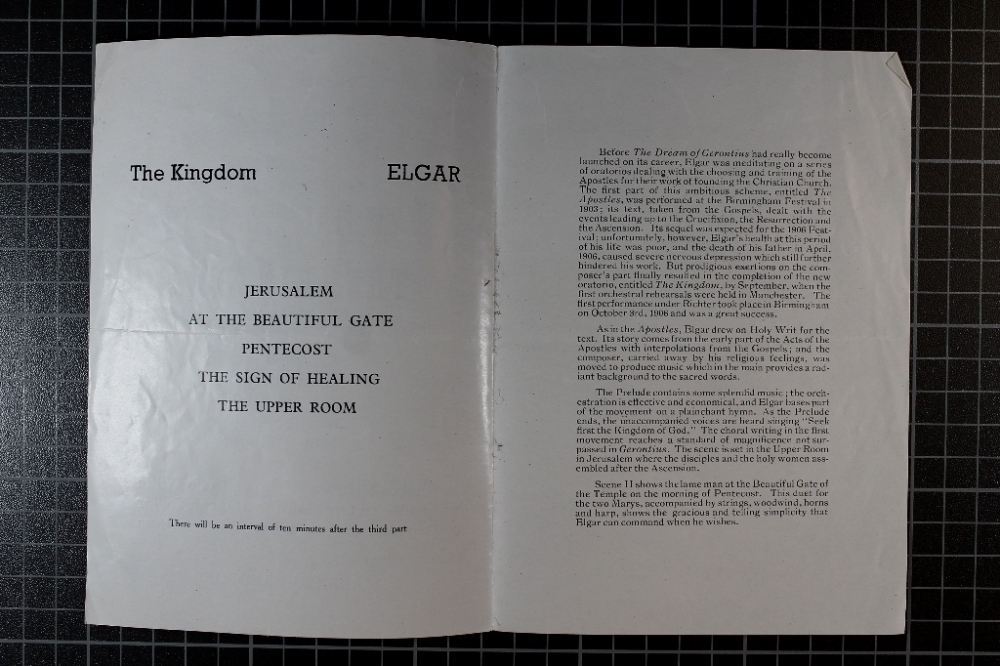 The Kingdom ELGAR
JERUSALEM
AT THE BEAUTIFUL GATE
PENTECOST
THE SIGN OF HEALING
THE UPPER ROOM
There will be an interval of ten minutes after the third part
Before The Dream of Gerontius had really become
launched on its career, Elgar was meditating on a series
of oratorios dealing with the choosing and training of the
Apostles for their work of founding the Christian Church.
The first part of this ambitious scheme, entitled The
Apostles, was performed at the Birmingham Festival in
1903; its text, taken from the Gospels, dealt with the
events leading up to the Crucifixion, the Resurrection and
the Ascension. Its sequel was expected for the 1906 Fest-
ival; unfortunately, however, Elgar's health at this period
of his life was poor, and the death of his father in April,
1906, caused severe nervous depression which still further
hindered his work. But prodigious exertions on the com-
poser's part finally resulted in the completion of the new
oratorio, entitled The Kingdom, by September, when the
first orchestral rehearsals were held in Manchester. The
first performance under Richter took place in Birmingham
on October 3rd, 1906 and was a great success.
As in the Apostles, Elgar drew on Holy Writ for the
text. Its story comes from the early part of the Acts of the
Apostles with interpolations from the Gospels; and the
composer, carried away by his religious feelings, was
moved to produce music which in the main provides a rad-
iant background to the sacred words.
The Prelude contains some splendid music; the orch-
estration is effective and economical, and Elgar bases part
of the movement on a plainchant hymn. As the Prelude
ends, the unaccompanied voices are heard singing "Seek
first the Kingdom of God." The choral writing in the first
movement reaches a standard of magnificence not sur-
passed in Gerontius. The scene is set in the Upper Room
in Jerusalem where the disciples and the holy women ass-
embled after the Ascension.
Scene II shows the lame man at the Beautiful Gate of
the Temple on the morning of Pentecost. This duet for
the two Marys, accompanied by strings, woodwind, horns
and harp, shows the gracious and telling simplicity that
Elgar can command when he wishes.